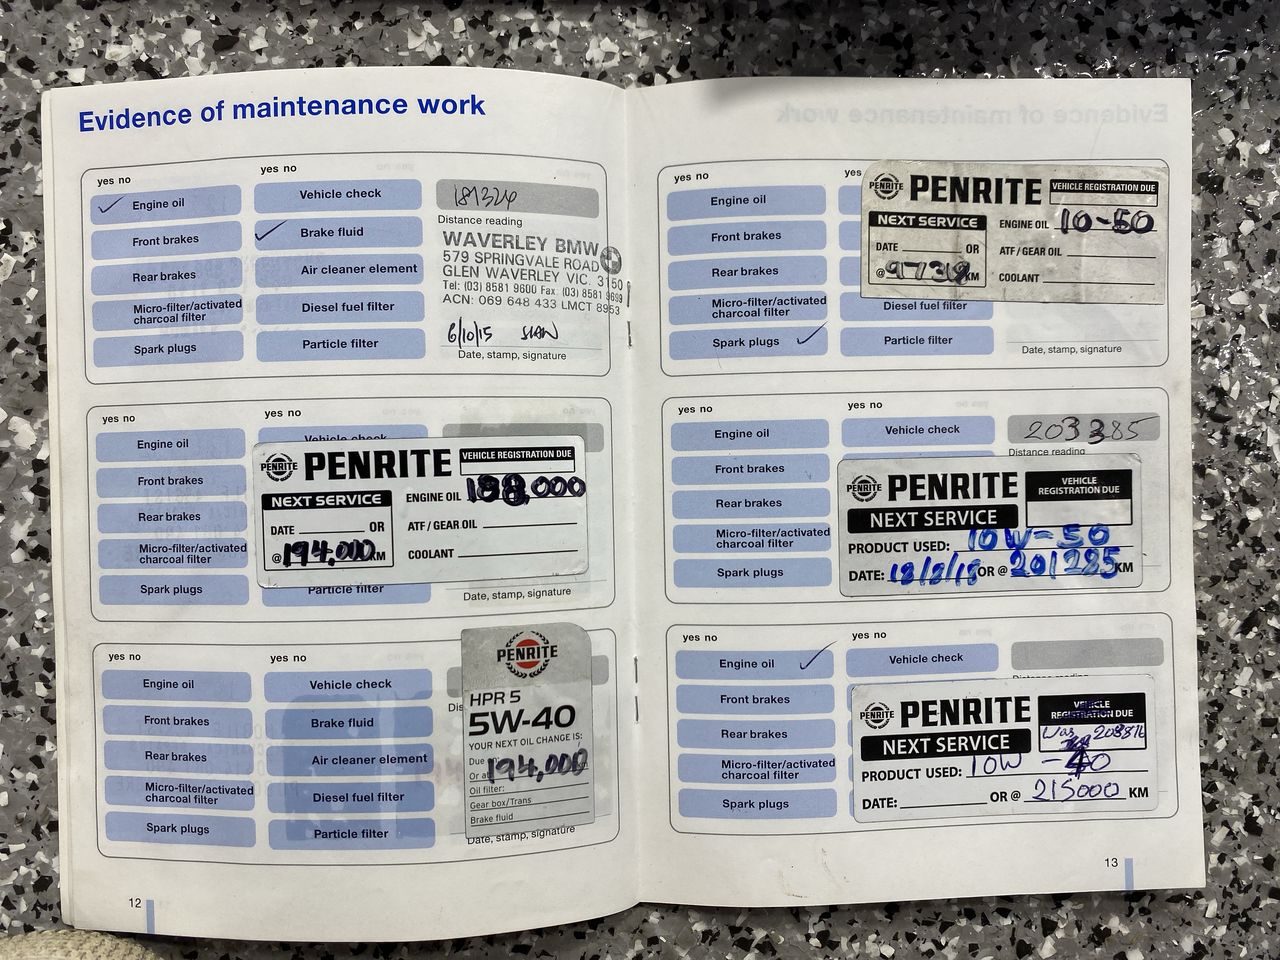 Evidence of maintenance work
yes no
yes no
Engine oil
Vehicle check
181324
Distance reading
Front brakes
Brake fluid
Rear brakes
Air cleaner element
Micro-filter/activated
charcoal filter
Diesel fuel filter
Spark plugs
Particle filter
WAVERLEY BMW
579 SPRINGVALE ROAD
GLEN WAVERLEY VIC. 3150
Tel: (03) 8581 9600 Fax (03) 8581 9699
ACN: 069 648 433 LMCT 8953
6/10/15
Date, stamp, signature
yes no
yes no
Engine oil
Vehicle check
Front brakes
Rear brakes
Micro-filter/activated
charcoal filter
Spark plugs
Particle filter
PENRITE PENRITE
VEHICLE REGISTRATION DUE
NEXT SERVICE
ENGINE OIL 188,000
DATE OR
ATF / GEAR OIL
@ 194,000 KM
COOLANT
Date, stamp, signature
yes no
yes no
Engine oil
Vehicle check
Front brakes
Brake fluid
Rear brakes
Air cleaner element
Micro-filter/activated
charcoal filter
Diesel fuel filter
Spark plugs
Particle filter
PENRITE
HPR 5
5W-40
YOUR NEXT OIL CHANGE IS:
Due
Or at 194,000
Oil filter:
Gear box/Trans
Brake fluid
Date, stamp, signature
12
yes no
yes
Engine oil
Front brakes
Rear brakes
Micro-filter/activated
charcoal filter
Diesel fuel filter
Spark plugs
Particle filter
PENRITE PENRITE
VEHICLE REGISTRATION DUE
NEXT SERVICE
ENGINE OIL 10-50
DATE OR
ATF / GEAR OIL
@ KM
COOLANT
Date, stamp, signature
yes no
yes no
Engine oil
Vehicle check
203385
Distance reading
Front brakes
Rear brakes
Micro-filter/activated
charcoal filter
Spark plugs
PENRITE PENRITE
VEHICLE
REGISTRATION DUE
NEXT SERVICE
PRODUCT USED: 10W-50
DATE: 18/8/18 OR @ 201285 KM
yes no
yes no
Engine oil
Vehicle check
Front brakes
Rear brakes
Micro-filter/activated
charcoal filter
Spark plugs
PENRITE PENRITE
VEHICLE
REGISTRATION DUE
NEXT SERVICE
PRODUCT USED: 10W-40
DATE: OR @ 215000 KM
13